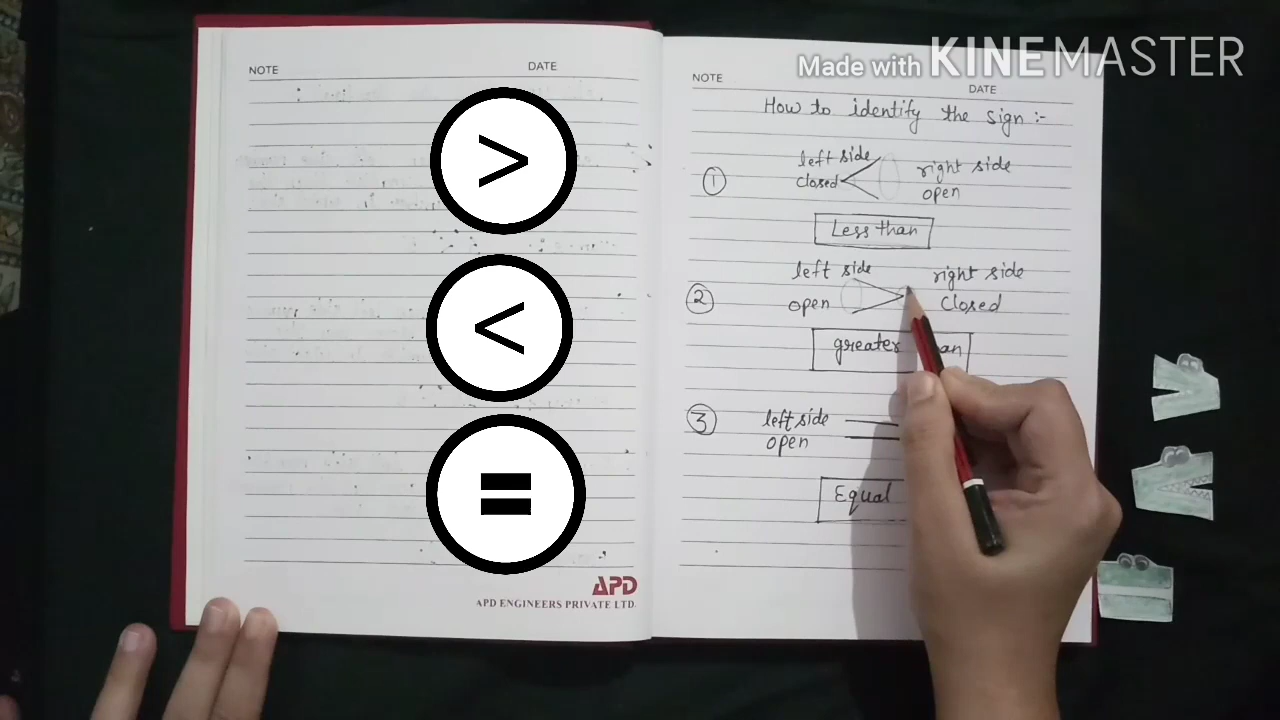 Made with KINEMASTER
NOTE
DATE
>
<
=
APD
APD ENGINEERS PRIVATE LTD.
NOTE
DATE
How to identify the sign :-
① left side < right side
closed open
Less than
② left side > right side
open closed
greater
③ left side =
open
Equal